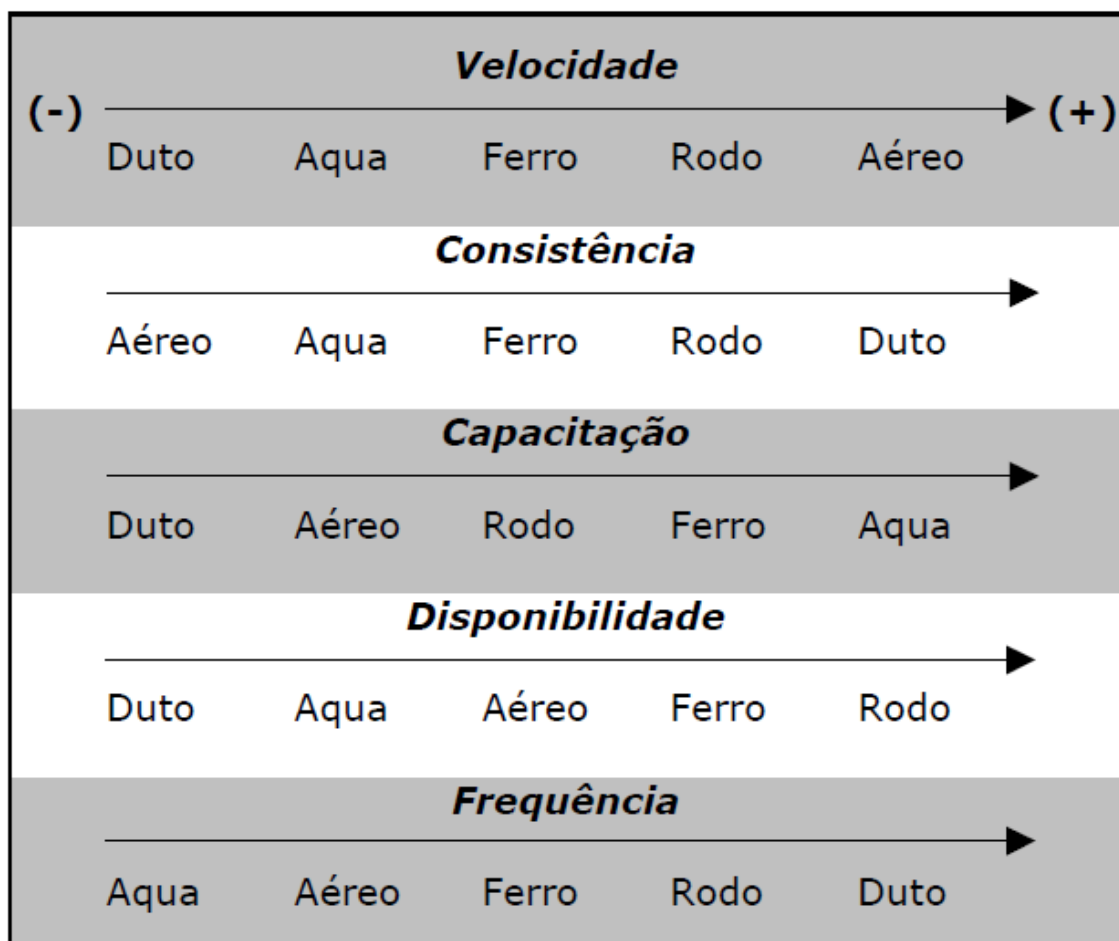 Velocidade
(-) (+)
Duto Aqua Ferro Rodo Aéreo
Consistência
Aéreo Aqua Ferro Rodo Duto
Capacitação
Duto Aéreo Rodo Ferro Aqua
Disponibilidade
Duto Aqua Aéreo Ferro Rodo
Frequência
Aqua Aéreo Ferro Rodo Duto